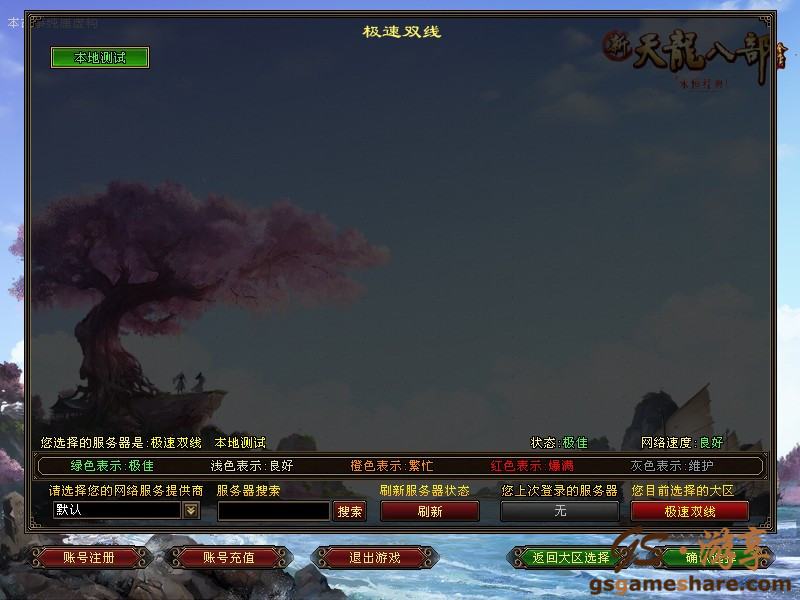 极速双线
本地测试
新天龍八部
您选择的服务器是:极速双线 本地测试 状态:极佳 网络速度:良好
绿色表示:极佳 浅色表示:良好 橙色表示:繁忙 红色表示:爆满 灰色表示:维护
请选择您的网络服务提供商 服务器搜索 刷新服务器状态 您上次登录的服务器 您目前选择的大区
默认 搜索 刷新 无 极速双线
账号注册 账号充值 退出游戏 返回大区选择 确认选择
GS·游享
gsgameshare.com